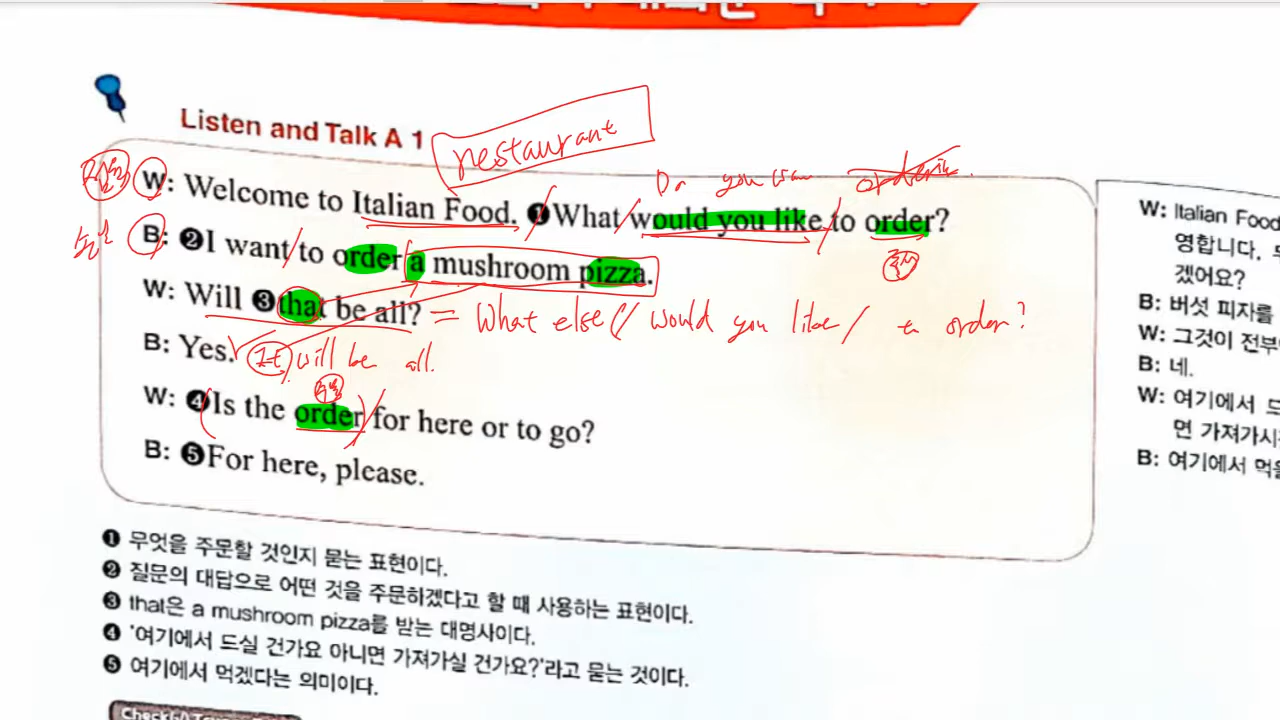 Listen and Talk A 1
restaurant
Do you
W: Welcome to Italian Food. ❶What would you like to order?
B: ❷I want to order a mushroom pizza.
W: Will ❸that be all? = What else would you like order?
B: Yes. It will be all.
W: ❹Is the order for here or to go?
B: ❺For here, please.
W: Italian Food
영합니다.
겠어요?
B: 버섯 피자를
W: 그것이
B: 네.
W: 여기에서
면
B: 여기에서
❶ 무엇을 주문할 것인지 묻는 표현이다.
❷ 질문의 대답으로 어떤 것을 주문하겠다고 할 때 사용하는 표현이다.
❸ that은 a mushroom pizza를 받는 대명사이다.
❹ '여기에서 드실 건가요 아니면 가져가실 건가요?'라고 묻는 것이다.
❺ 여기에서 먹겠다는 의미이다.